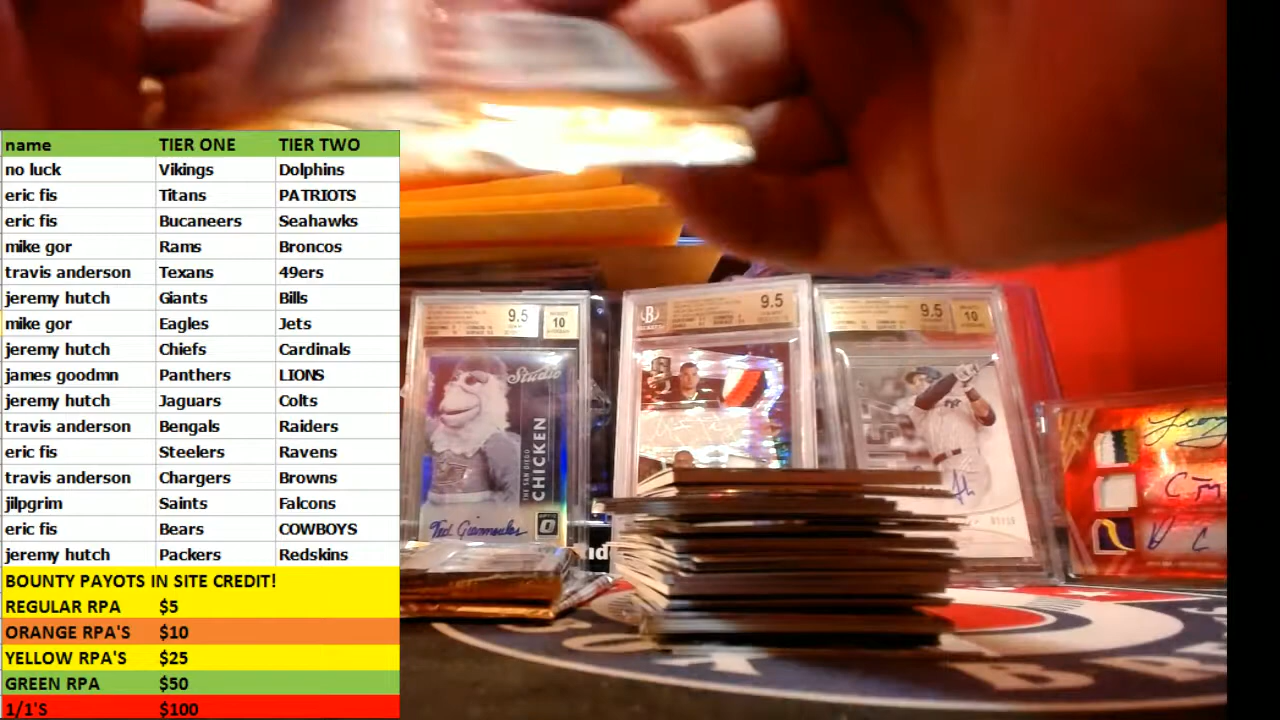 name TIER ONE TIER TWO
no luck Vikings Dolphins
eric fis Titans PATRIOTS
eric fis Bucaneers Seahawks
mike gor Rams Broncos
travis anderson Texans 49ers
jeremy hutch Giants Bills
mike gor Eagles Jets
jeremy hutch Chiefs Cardinals
james goodmn Panthers LIONS
jeremy hutch Jaguars Colts
travis anderson Bengals Raiders
eric fis Steelers Ravens
travis anderson Chargers Browns
jilpgrim Saints Falcons
eric fis Bears COWBOYS
jeremy hutch Packers Redskins
BOUNTY PAYOTS IN SITE CREDIT!
REGULAR RPA $5
ORANGE RPA'S $10
YELLOW RPA'S $25
GREEN RPA $50
1/1'S $100
9.5 10
Studio
THE SAN DIEGO
CHICKEN
Ted Giannoulas
9.5
9.5 10